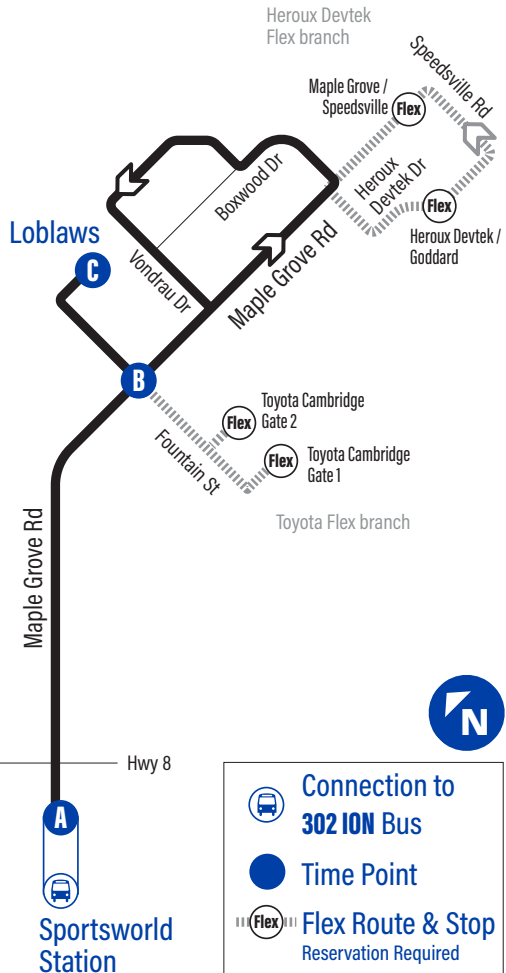 Heroux Devtek
Flex branch
Maple Grove /
Speedsville
Flex
Speedsville Rd
Heroux
Devtek Dr
Flex
Heroux Devtek /
Goddard
Boxwood Dr
Vondrau Dr
Maple Grove Rd
Loblaws
C
B
Flex
Toyota Cambridge
Gate 2
Flex
Toyota Cambridge
Gate 1
Fountain St
Toyota Flex branch
Maple Grove Rd
N
Hwy 8
A
Sportsworld
Station
Connection to
302 ION Bus
Time Point
Flex
Flex Route & Stop
Reservation Required